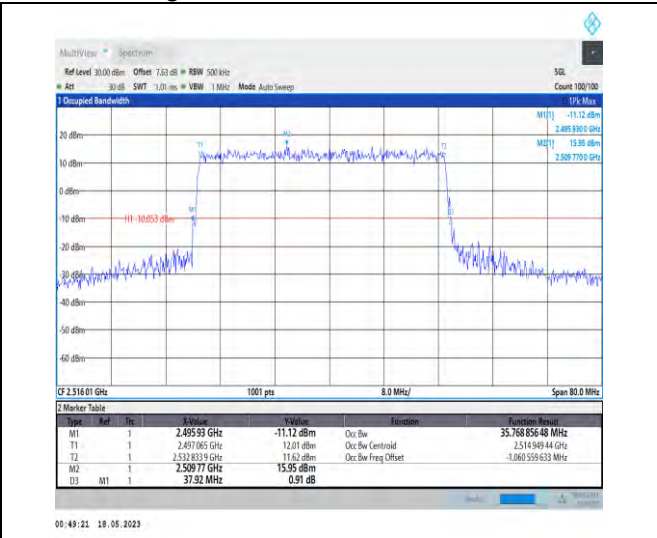 MultiView Spectrum
Ref Level 30.00 dBm Offset 7.63 dB RBW 500 kHz SGL
Att 30 dB SWT 1.01 ms VBW 1 MHz Mode Auto Sweep Count 100/100
1 Occupied Bandwidth 1Pk Max
M1[1] -11.12 dBm
2.495 930 0 GHz
20 dBm M2[1] 15.95 dBm
2.509 770 0 GHz
M2
T1 T2
10 dBm
0 dBm
M1 D3
-10 dBm H1 -10.053 dBm
-20 dBm
-30 dBm
-40 dBm
-50 dBm
-60 dBm
CF 2.516 01 GHz 1001 pts 8.0 MHz/ Span 80.0 MHz
2 Marker Table
Type Ref Trc X-Value Y-Value Function Function Result
M1 1 2.495 93 GHz -11.12 dBm Occ Bw 35.768 856 48 MHz
T1 1 2.497 065 GHz 12.01 dBm Occ Bw Centroid 2.514 949 44 GHz
T2 1 2.532 833 9 GHz 11.62 dBm Occ Bw Freq Offset -1.060 559 633 MHz
M2 1 2.509 77 GHz 15.95 dBm
D3 M1 1 37.92 MHz 0.91 dB
00:49:21 18.05.2023